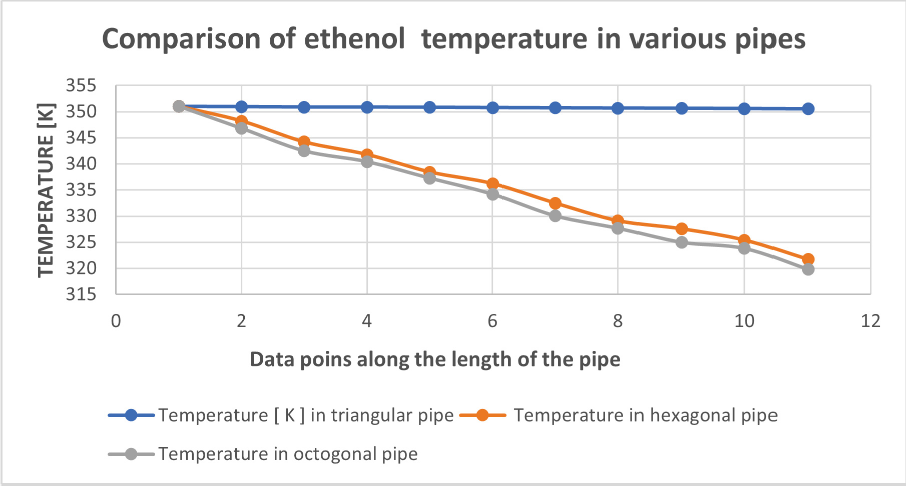 Comparison of ethenol temperature in various pipes
TEMPERATURE [K]
355
350
345
340
335
330
325
320
315
0 2 4 6 8 10 12
Data poins along the length of the pipe
Temperature [ K ] in triangular pipe Temperature in hexagonal pipe
Temperature in octogonal pipe